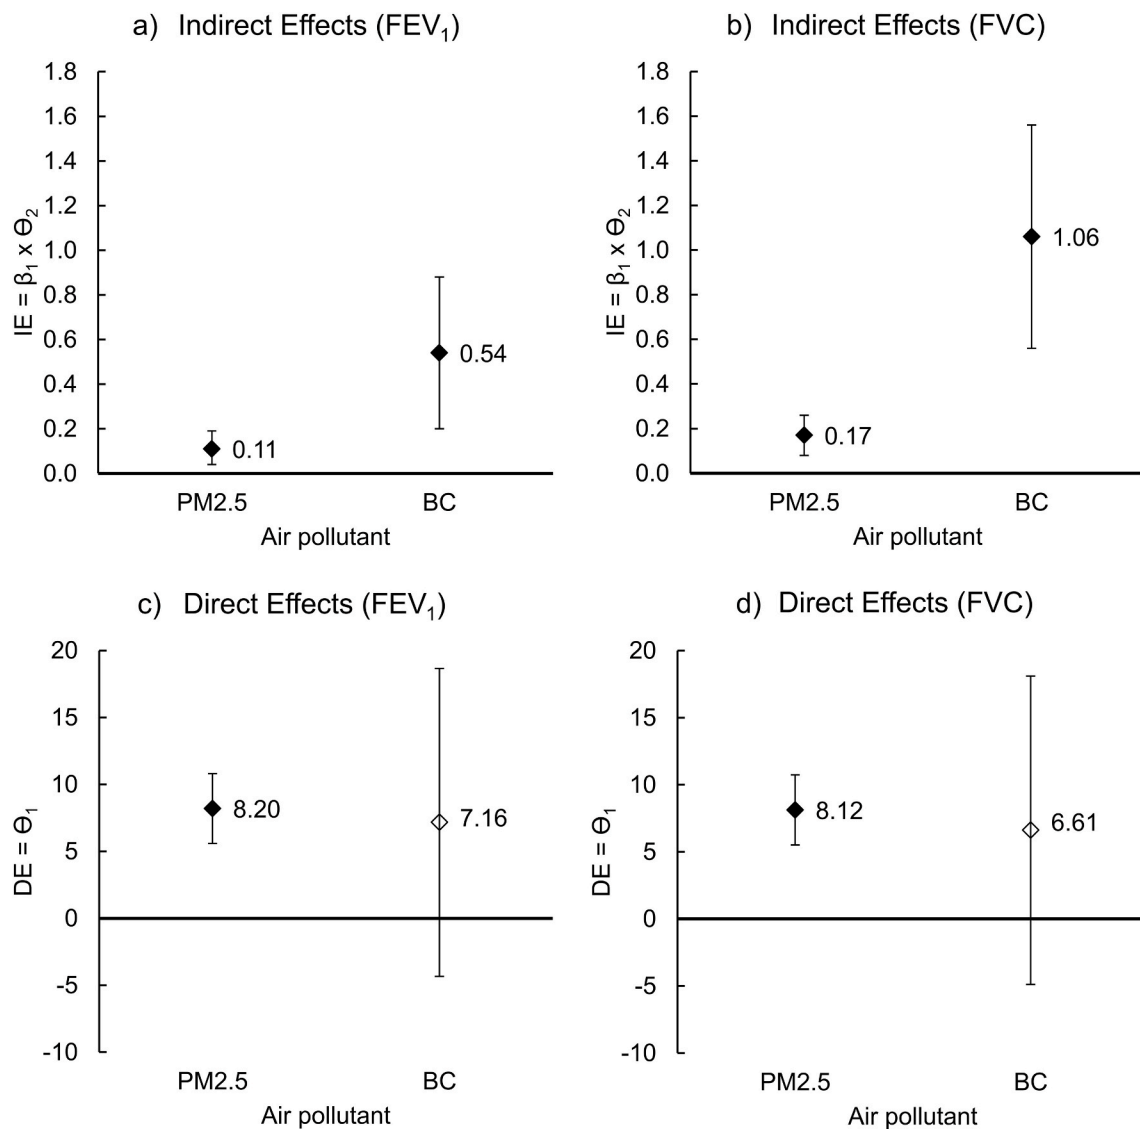 a) Indirect Effects (FEV₁)
1.8
1.6
1.4
1.2
1.0
0.8
0.6
0.4
0.2
0.0
IE = β₁ x Θ₂
0.11
0.54
PM2.5 BC
Air pollutant
b) Indirect Effects (FVC)
1.8
1.6
1.4
1.2
1.0
0.8
0.6
0.4
0.2
0.0
IE = β₁ x Θ₂
0.17
1.06
PM2.5 BC
Air pollutant
c) Direct Effects (FEV₁)
20
15
10
5
0
-5
-10
DE = Θ₁
8.20
7.16
PM2.5 BC
Air pollutant
d) Direct Effects (FVC)
20
15
10
5
0
-5
-10
DE = Θ₁
8.12
6.61
PM2.5 BC
Air pollutant